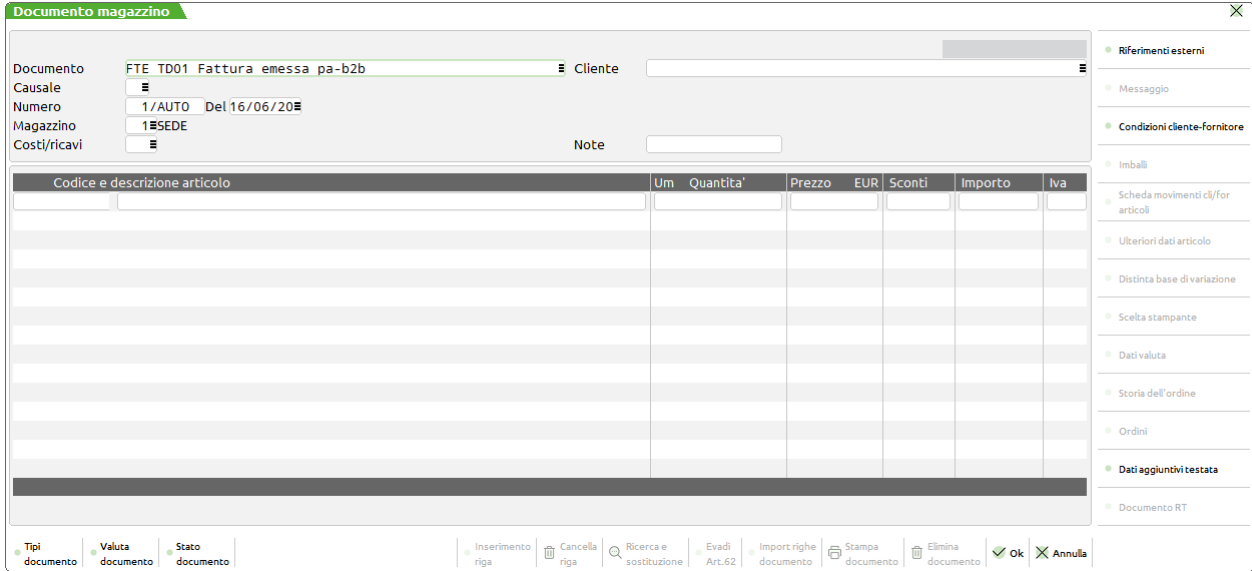 Documento magazzino
Documento FTE TD01 Fattura emessa pa-b2b Cliente
Causale
Numero 1/AUTO Del 16/06/20
Magazzino 1 SEDE
Costi/ricavi Note
Codice e descrizione articolo Um Quantita' Prezzo EUR Sconti Importo Iva
Riferimenti esterni
Messaggio
Condizioni cliente-fornitore
Imballi
Scheda movimenti cli/for
articoli
Ulteriori dati articolo
Distinta base di variazione
Scelta stampante
Dati valuta
Storia dell'ordine
Ordini
Dati aggiuntivi testata
Documento RT
Tipi
documento
Valuta
documento
Stato
documento
Inserimento
riga
Cancella
riga
Ricerca e
sostituzione
Evadi
Art.62
Import righe
documento
Stampa
documento
Elimina
documento
Ok
Annulla